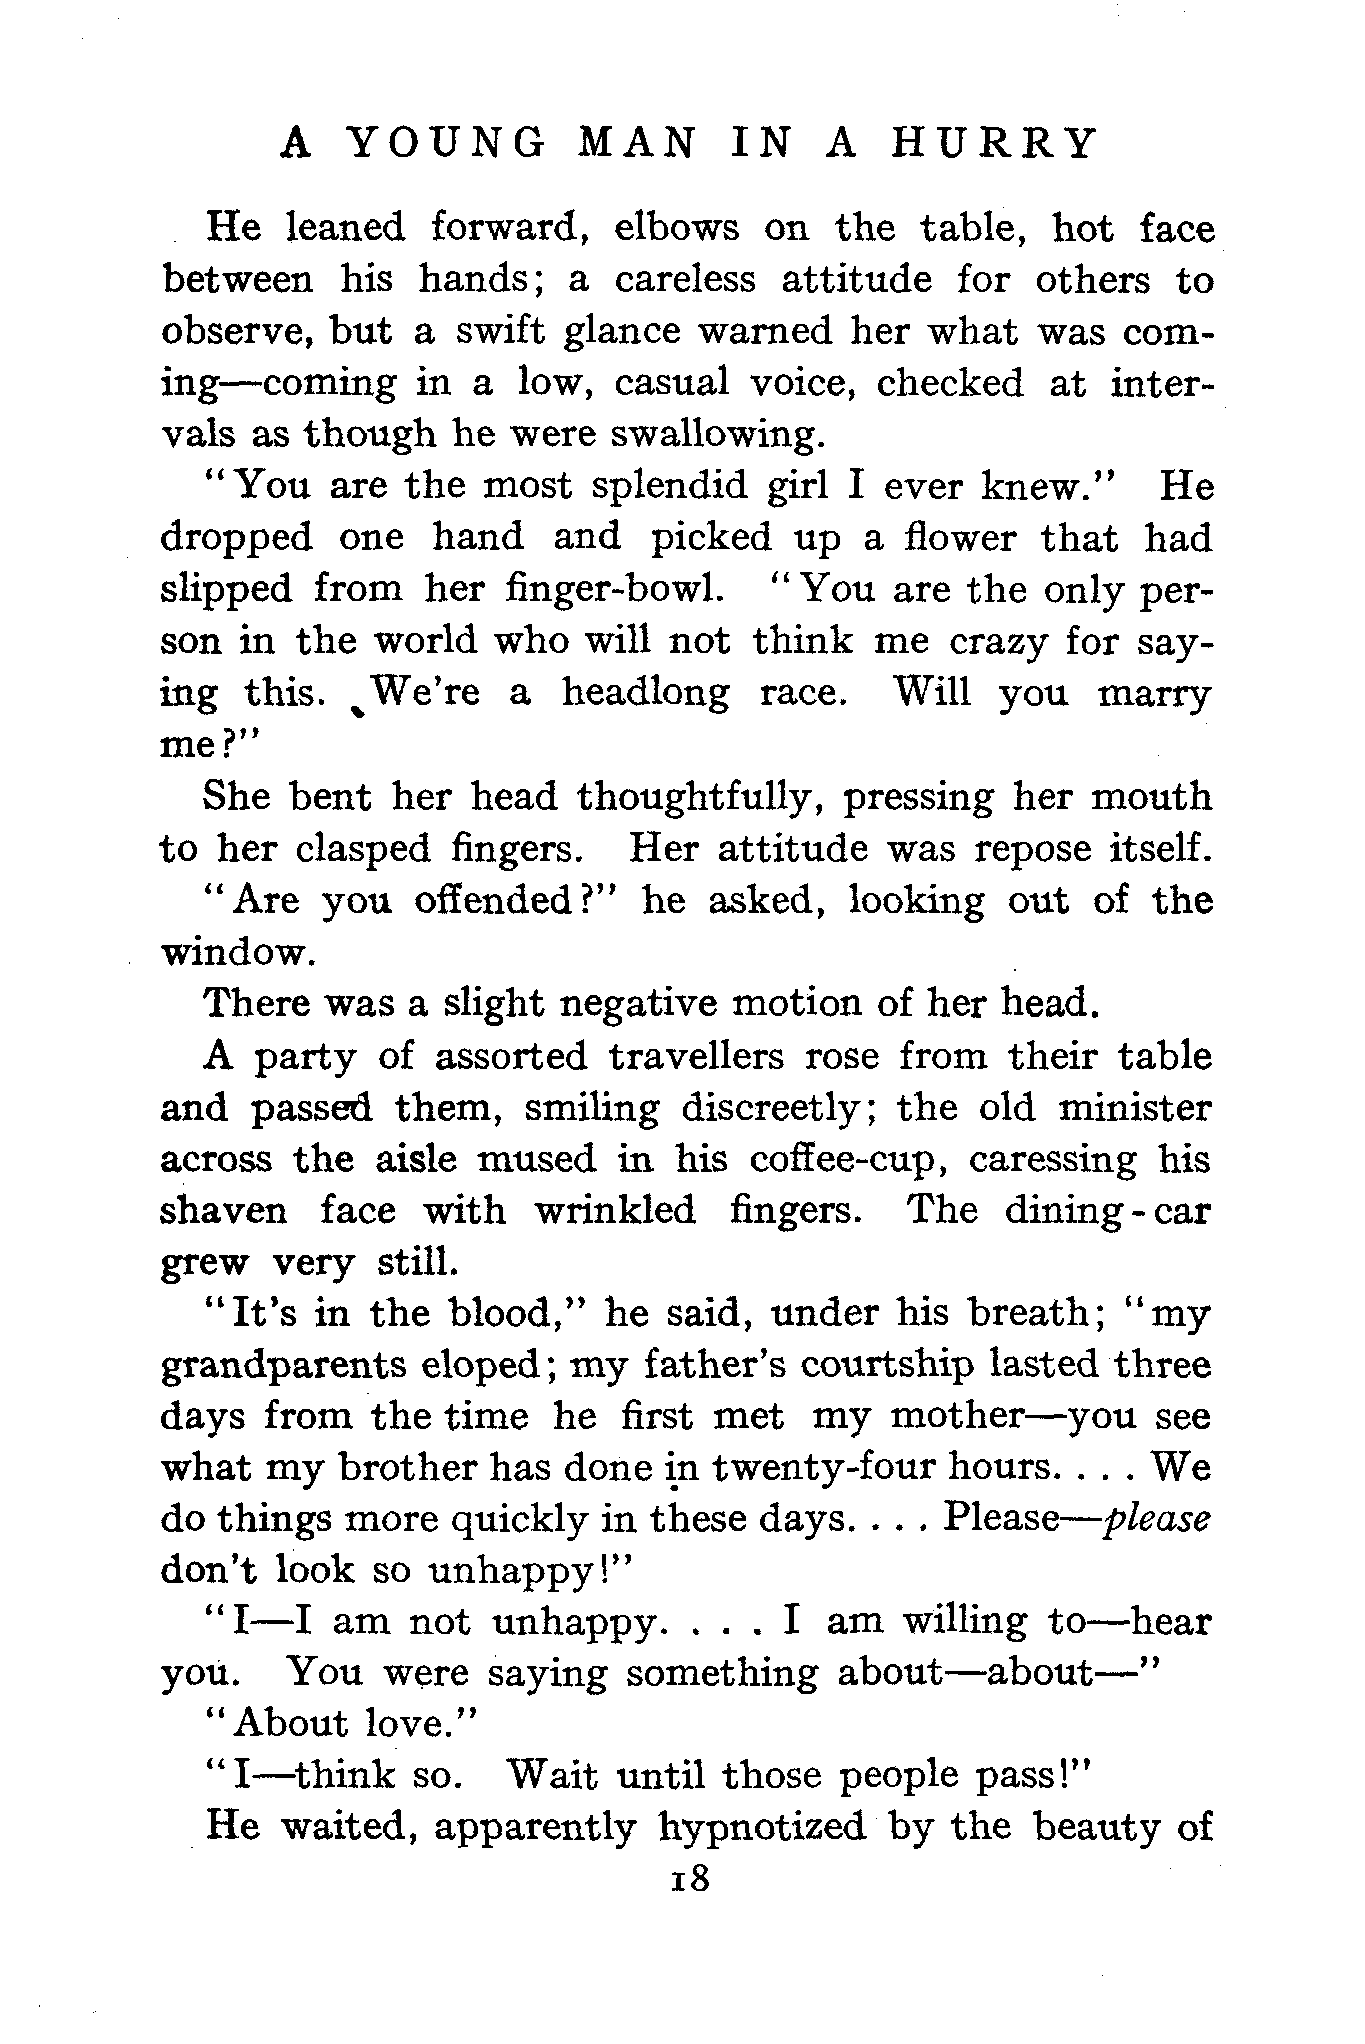 A YOUNG MAN IN A HURRY
He leaned forward, elbows on the table, hot face
between his hands; a careless attitude for others to
observe, but a swift glance warned her what was com-
ing—coming in a low, casual voice, checked at inter-
vals as though he were swallowing.
"You are the most splendid girl I ever knew." He
dropped one hand and picked up a flower that had
slipped from her finger-bowl. "You are the only per-
son in the world who will not think me crazy for say-
ing this. We're a headlong race. Will you marry
me?"
She bent her head thoughtfully, pressing her mouth
to her clasped fingers. Her attitude was repose itself.
"Are you offended?" he asked, looking out of the
window.
There was a slight negative motion of her head.
A party of assorted travellers rose from their table
and passed them, smiling discreetly; the old minister
across the aisle mused in his coffee-cup, caressing his
shaven face with wrinkled fingers. The dining-car
grew very still.
"It's in the blood," he said, under his breath; "my
grandparents eloped; my father's courtship lasted three
days from the time he first met my mother—you see
what my brother has done in twenty-four hours. . . . We
do things more quickly in these days. . . . Please—please
don't look so unhappy!"
"I—I am not unhappy. . . . I am willing to—hear
you. You were saying something about—about—"
"About love."
"I—think so. Wait until those people pass!"
He waited, apparently hypnotized by the beauty of
18